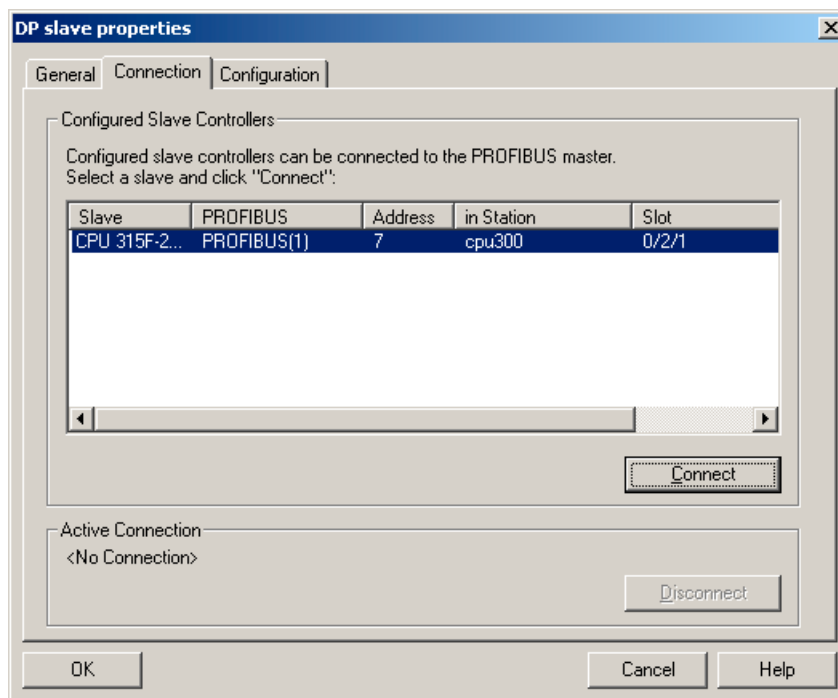 DP slave properties
General Connection Configuration
Configured Slave Controllers
Configured slave controllers can be connected to the PROFIBUS master.
Select a slave and click "Connect":
Slave PROFIBUS Address in Station Slot
CPU 315F-2... PROFIBUS(1) 7 cpu300 0/2/1
Connect
Active Connection
<No Connection>
Disconnect
OK Cancel Help